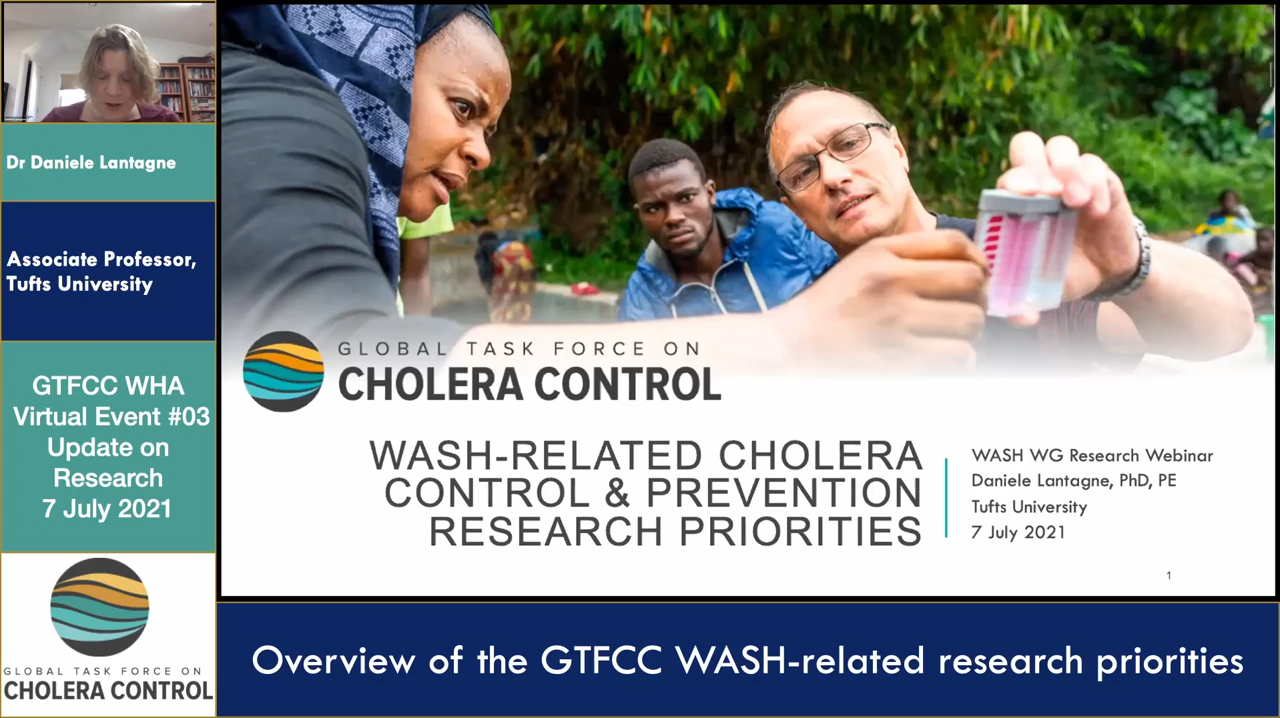 Dr Daniele Lantagne
Associate Professor,
Tufts University
GTFCC WHA
Virtual Event #03
Update on
Research
7 July 2021
GLOBAL TASK FORCE ON
CHOLERA CONTROL
GLOBAL TASK FORCE ON
CHOLERA CONTROL
WASH-RELATED CHOLERA
CONTROL & PREVENTION
RESEARCH PRIORITIES
WASH WG Research Webinar
Daniele Lantagne, PhD, PE
Tufts University
7 July 2021
1
Overview of the GTFCC WASH-related research priorities